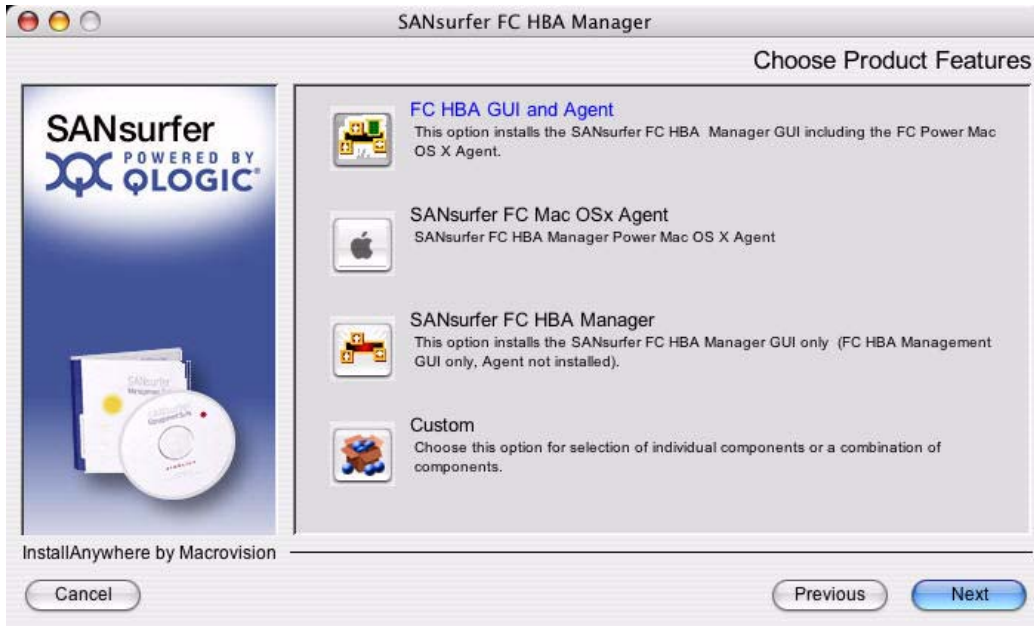 SANsurfer FC HBA Manager
Choose Product Features
SANsurfer
POWERED BY
QLOGIC®
FC HBA GUI and Agent
This option installs the SANsurfer FC HBA Manager GUI including the FC Power Mac
OS X Agent.
SANsurfer FC Mac OSx Agent
SANsurfer FC HBA Manager Power Mac OS X Agent
SANsurfer FC HBA Manager
This option installs the SANsurfer FC HBA Manager GUI only (FC HBA Management
GUI only, Agent not installed).
Custom
Choose this option for selection of individual components or a combination of
components.
InstallAnywhere by Macrovision
Cancel
Previous
Next